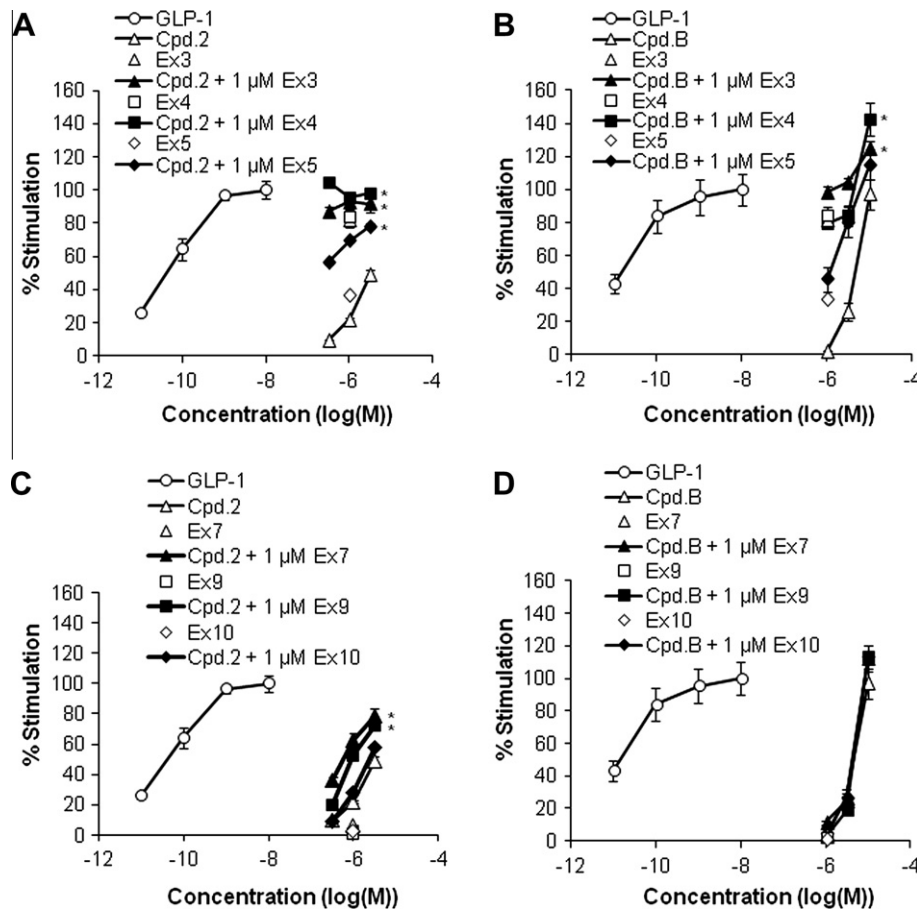 A
GLP-1
Cpd.2
Ex3
Cpd.2 + 1 µM Ex3
Ex4
Cpd.2 + 1 µM Ex4
Ex5
Cpd.2 + 1 µM Ex5
% Stimulation
160
140
120
100
80
60
40
20
0
* 
*
*
-12
-10
-8
-6
-4
Concentration (log(M))
B
GLP-1
Cpd.B
Ex3
Cpd.B + 1 µM Ex3
Ex4
Cpd.B + 1 µM Ex4
Ex5
Cpd.B + 1 µM Ex5
% Stimulation
160
140
120
100
80
60
40
20
0
*
*
-12
-10
-8
-6
-4
Concentration (log(M))
C
GLP-1
Cpd.2
Ex7
Cpd.2 + 1 µM Ex7
Ex9
Cpd.2 + 1 µM Ex9
Ex10
Cpd.2 + 1 µM Ex10
% Stimulation
160
140
120
100
80
60
40
20
0
*
*
-12
-10
-8
-6
-4
Concentration (log(M))
D
GLP-1
Cpd.B
Ex7
Cpd.B + 1 µM Ex7
Ex9
Cpd.B + 1 µM Ex9
Ex10
Cpd.B + 1 µM Ex10
% Stimulation
160
140
120
100
80
60
40
20
0
-12
-10
-8
-6
-4
Concentration (log(M))